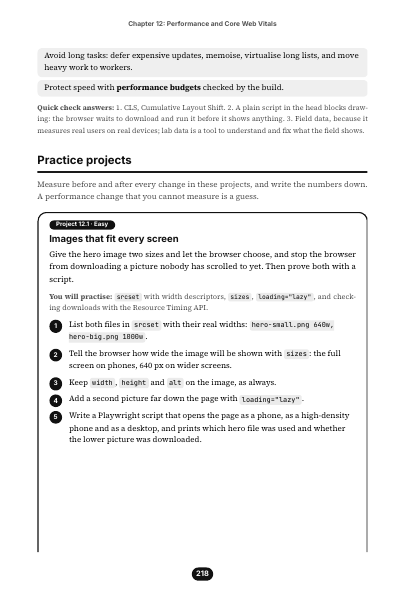 Chapter 12: Performance and Core Web Vitals
Avoid long tasks: defer expensive updates, memoise, virtualise long lists, and move
heavy work to workers.
Protect speed with performance budgets checked by the build.
Quick check answers: 1. CLS, Cumulative Layout Shift. 2. A plain script in the head blocks draw-
ing: the browser waits to download and run it before it shows anything. 3. Field data, because it
measures real users on real devices; lab data is a tool to understand and fix what the field shows.
Practice projects
Measure before and after every change in these projects, and write the numbers down.
A performance change that you cannot measure is a guess.
Project 12.1 · Easy
Images that fit every screen
Give the hero image two sizes and let the browser choose, and stop the browser
from downloading a picture nobody has scrolled to yet. Then prove both with a
script.
You will practise: srcset with width descriptors, sizes, loading="lazy", and check-
ing downloads with the Resource Timing API.
1 List both files in srcset with their real widths: hero-small.png 640w,
hero-big.png 1800w.
2 Tell the browser how wide the image will be shown with sizes: the full
screen on phones, 640 px on wider screens.
3 Keep width, height and alt on the image, as always.
4 Add a second picture far down the page with loading="lazy".
5 Write a Playwright script that opens the page as a phone, as a high-density
phone and as a desktop, and prints which hero file was used and whether
the lower picture was downloaded.
218